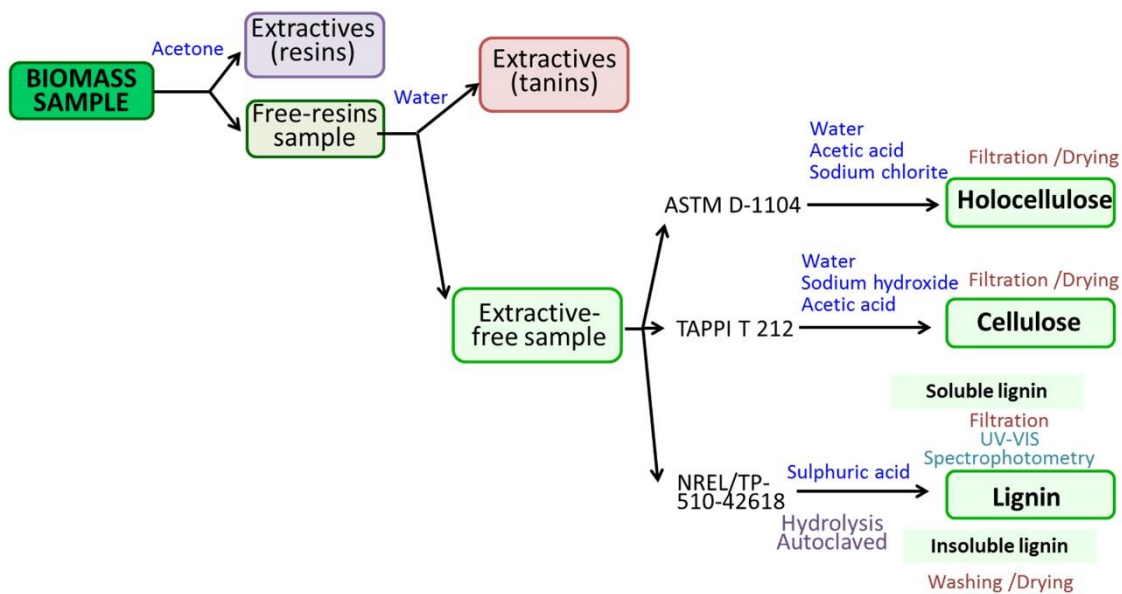 BIOMASS
SAMPLE
Acetone
Extractives
(resins)
Free-resins
sample
Water
Extractives
(tanins)
Extractive-
free sample
ASTM D-1104
Water
Acetic acid
Sodium chlorite
Filtration /Drying
Holocellulose
TAPPI T 212
Water
Sodium hydroxide
Acetic acid
Filtration /Drying
Cellulose
NREL/TP-
510-42618
Sulphuric acid
Hydrolysis
Autoclaved
Soluble lignin
Filtration
UV-VIS
Spectrophotometry
Lignin
Insoluble lignin
Washing /Drying